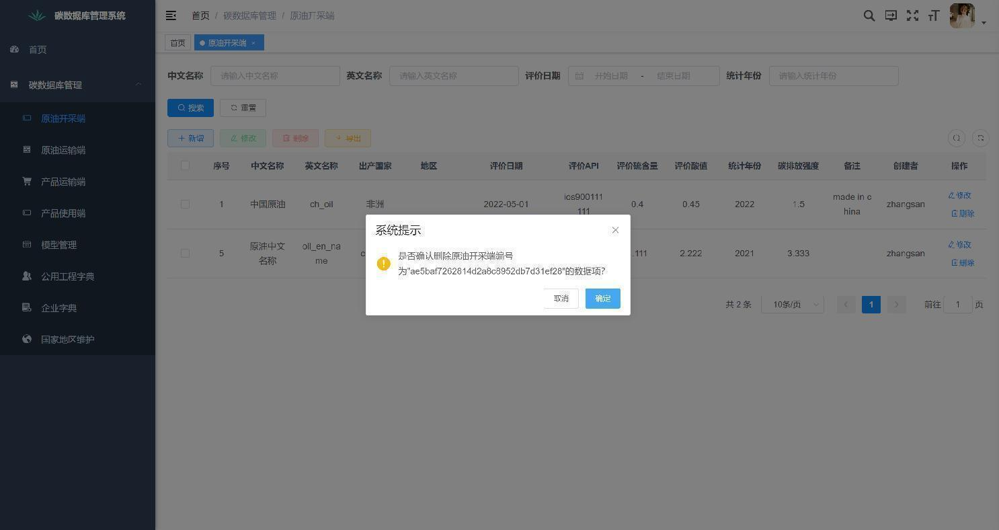 碳数据库管理系统
首页 / 碳数据库管理 / 原油开采端
首页
原油开采端 ×
首页
碳数据库管理
原油开采端
原油运输端
产品运输端
产品使用端
模型管理
公用工程字典
企业字典
国家地区维护
中文名称 请输入中文名称 英文名称 请输入英文名称 评价日期 开始日期 - 结束日期 统计年份 请输入统计年份
搜索 重置
新增 修改 删除 导出
序号 中文名称 英文名称 出产国家 地区 评价日期 评价API 评价硫含量 评价酸值 统计年份 碳排放强度 备注 创建者 操作
1 中国原油 ch_oil 非洲 2022-05-01 ios900111
111 0.4 0.45 2022 1.5 made in c
hina zhangsan 修改
删除
5 原油中文
名称 oil_en_na
me c .111 2.222 2021 3.333 zhangsan 修改
删除
系统提示
是否确认删除原油开采端编号
为"ae5baf7262814d2a8c8952db7d31ef28"的数据项?
取消 确定
共 2 条 10条/页 1 前往 1 页